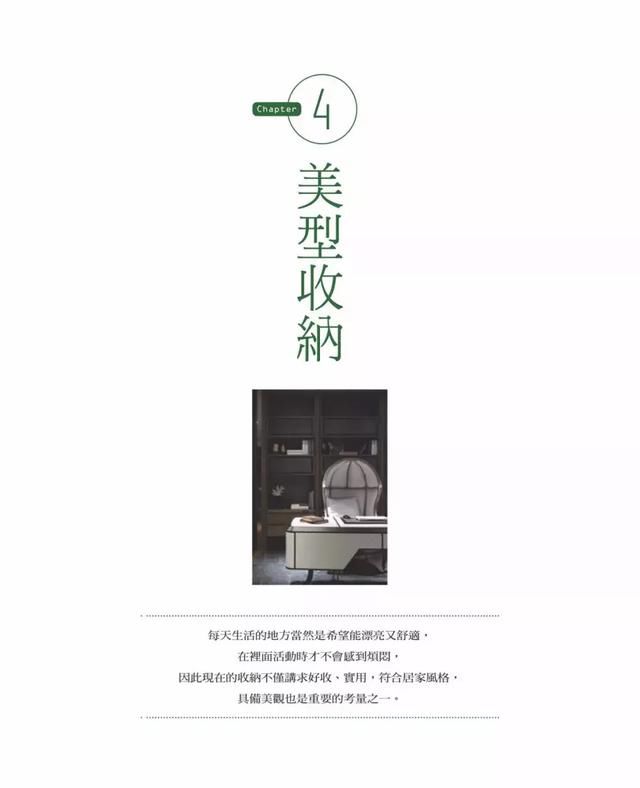 Chapter
4
美型收納
每天生活的地方當然是希望能漂亮又舒適，
在裡面活動時才不會感到煩悶，
因此現在的收納不僅講求好收、實用，符合居家風格，
具備美觀也是重要的考量之一。